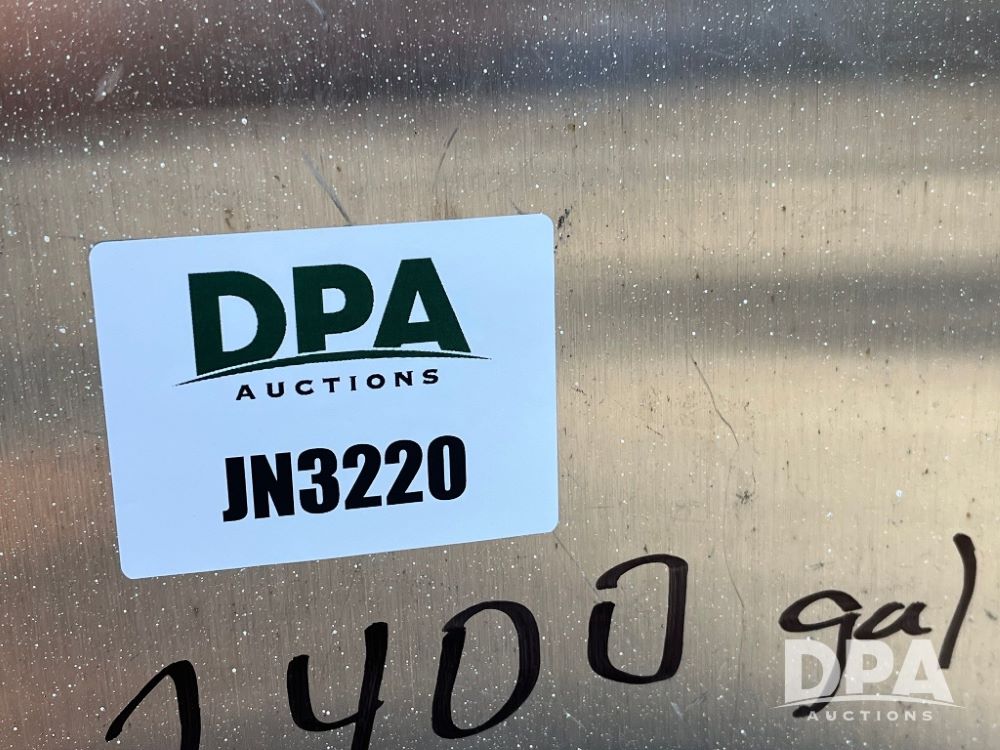 DPA
AUCTIONS
JN3220
1400 gal
DPA
AUCTIONS